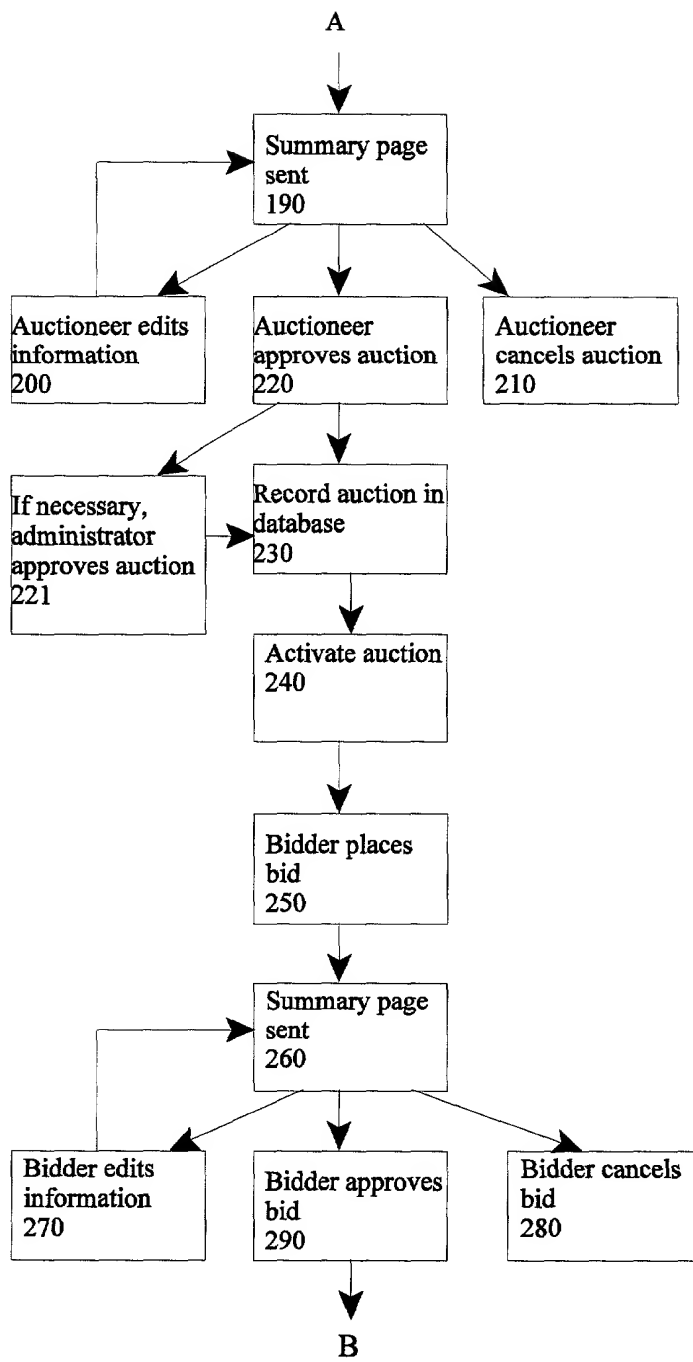 A
Summary page
sent
190
Auctioneer edits
information
200
Auctioneer
approves auction
220
Auctioneer
cancels auction
210
If necessary,
administrator
approves auction
221
Record auction in
database
230
Activate auction
240
Bidder places
bid
250
Summary page
sent
260
Bidder edits
information
270
Bidder approves
bid
290
Bidder cancels
bid
280
B